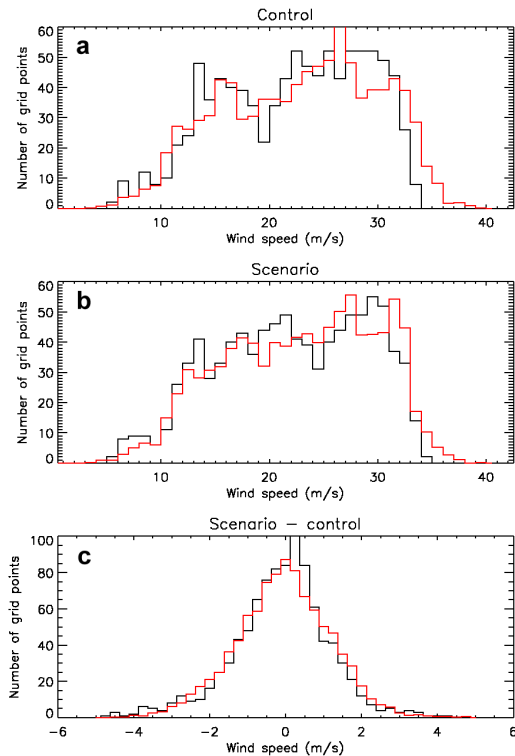 Control
a
60
50
40
30
20
10
0
Number of grid points
10 20 30 40
Wind speed (m/s)
Scenario
b
60
50
40
30
20
10
0
Number of grid points
10 20 30 40
Wind speed (m/s)
Scenario − control
c
100
80
60
40
20
0
Number of grid points
−6 −4 −2 0 2 4 6
Wind speed (m/s)